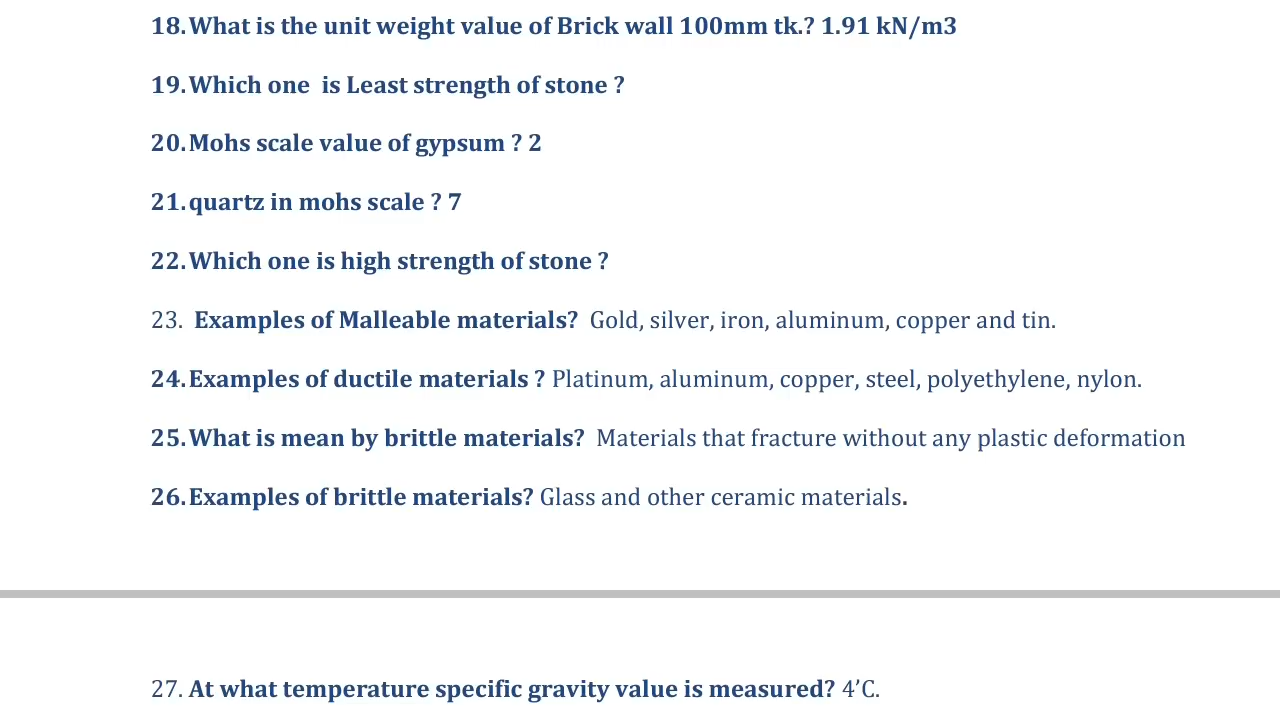 18.What is the unit weight value of Brick wall 100mm tk.? 1.91 kN/m3
19.Which one is Least strength of stone ?
20.Mohs scale value of gypsum ? 2
21.quartz in mohs scale ? 7
22.Which one is high strength of stone ?
23. Examples of Malleable materials? Gold, silver, iron, aluminum, copper and tin.
24.Examples of ductile materials ? Platinum, aluminum, copper, steel, polyethylene, nylon.
25.What is mean by brittle materials? Materials that fracture without any plastic deformation
26.Examples of brittle materials? Glass and other ceramic materials.
27. At what temperature specific gravity value is measured? 4’C.